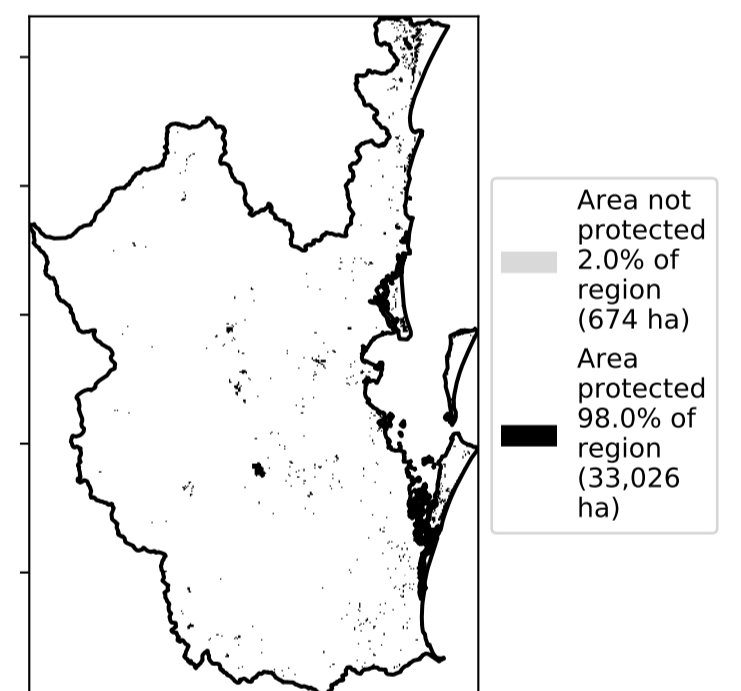 Area not
protected
2.0% of
region
(674 ha)
Area
protected
98.0% of
region
(33,026
ha)